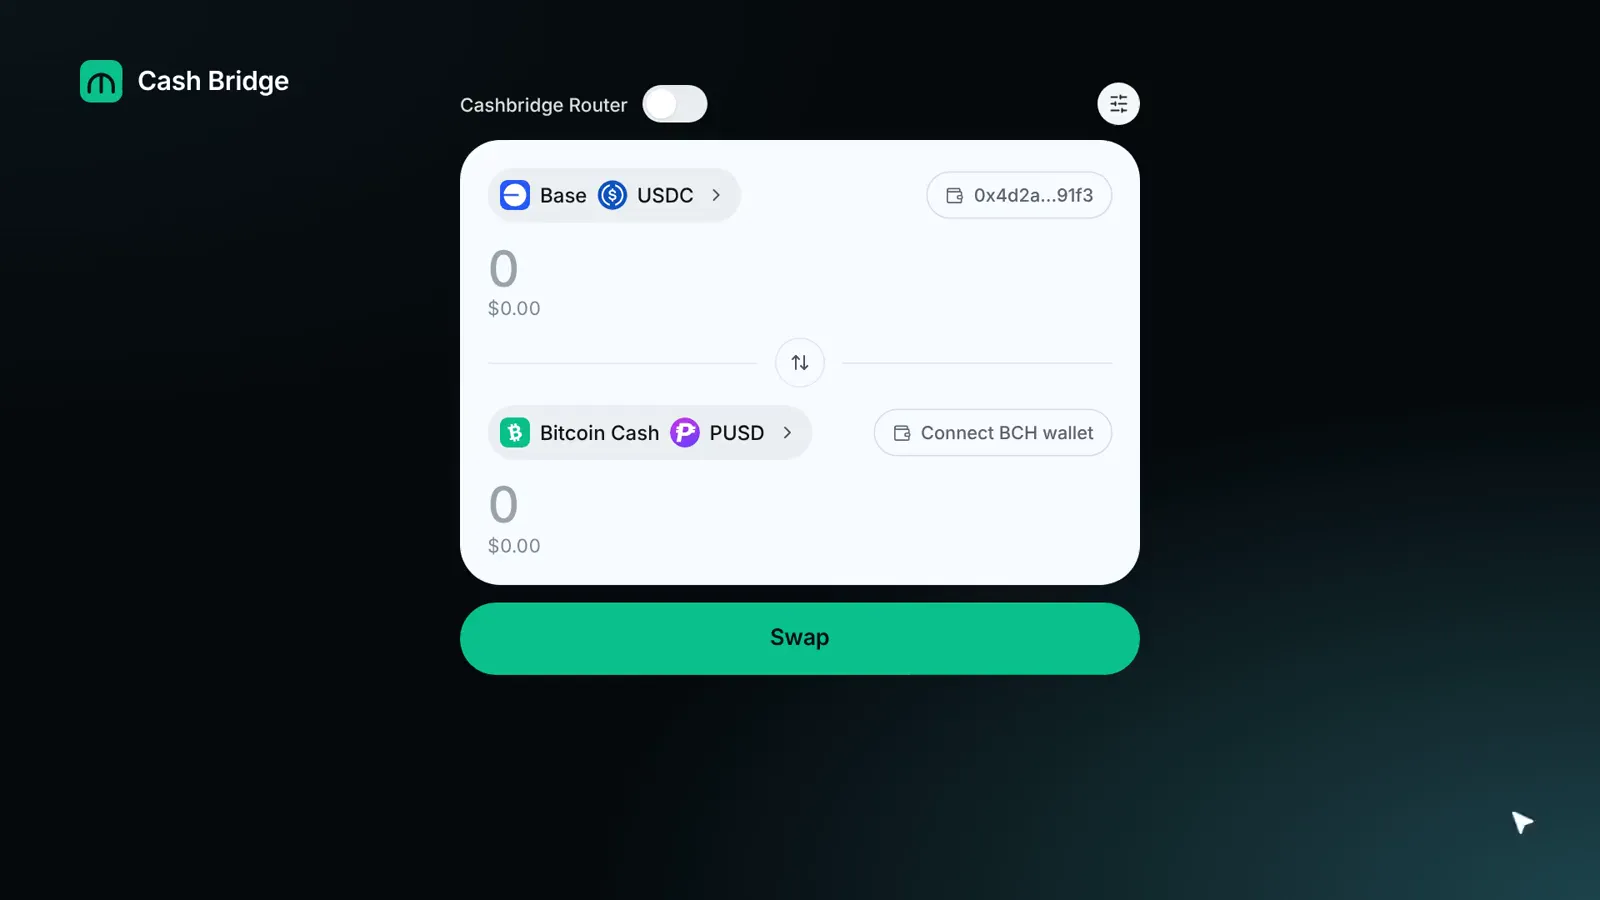 Cash Bridge
Cashbridge Router
Base USDC
0x4d2a...91f3
0
$0.00
Bitcoin Cash PUSD
Connect BCH wallet
0
$0.00
Swap